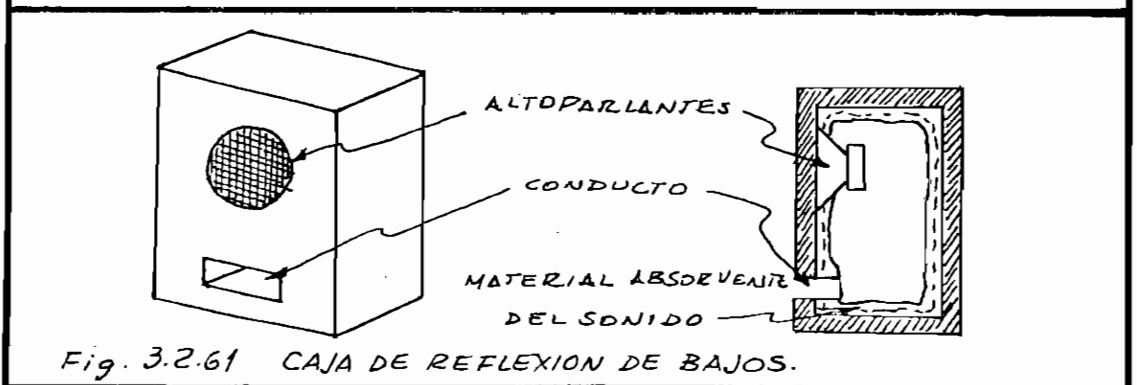 ALTOPARLANTES
CONDUCTO
MATERIAL ABSORVENTE
DEL SONIDO
Fig. 3.2.61 CAJA DE REFLEXION DE BAJOS.